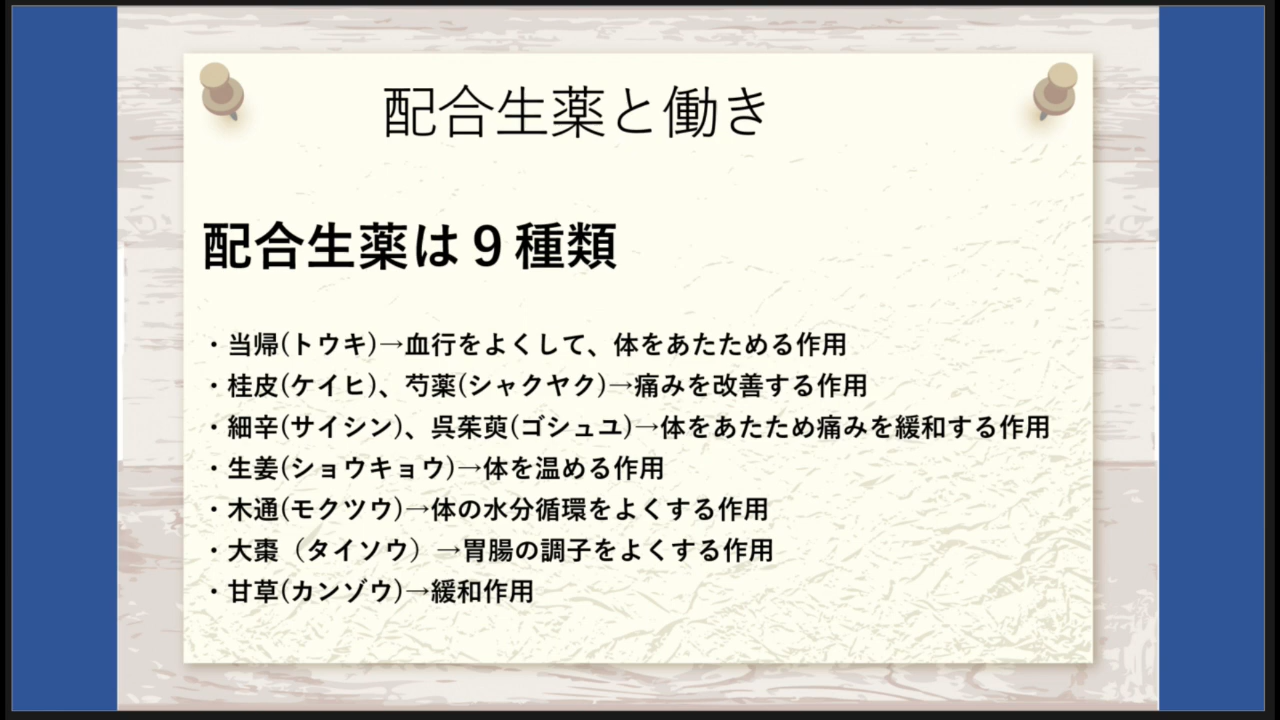 配合生薬と働き
配合生薬は９種類
・当帰(トウキ)→血行をよくして、体をあたためる作用
・桂皮(ケイヒ)、芍薬(シャクヤク)→痛みを改善する作用
・細辛(サイシン)、呉茱萸(ゴシュユ)→体をあたため痛みを緩和する作用
・生姜(ショウキョウ)→体を温める作用
・木通(モクツウ)→体の水分循環をよくする作用
・大棗（タイソウ）→胃腸の調子をよくする作用
・甘草(カンゾウ)→緩和作用